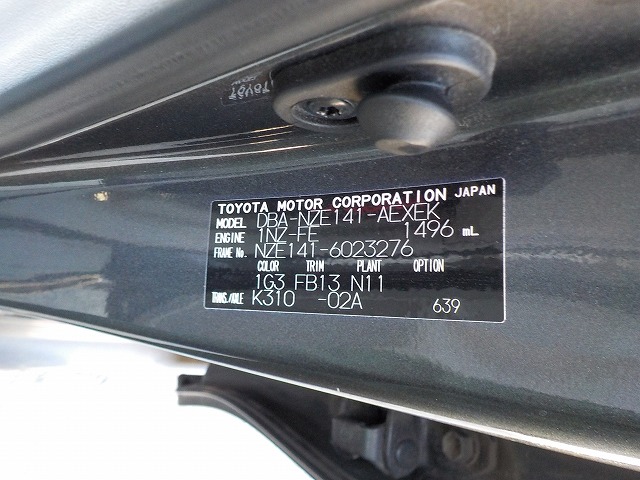 TOYOTA MOTOR CORPORATION JAPAN
MODEL DBA-NZE141-AEXEK
ENGINE 1NZ-FE 1496 mL
FRAME No. NZE141-6023276
COLOR TRIM PLANT OPTION
1G3 FB13 N11
TRANS./AXLE K310 -02A 639